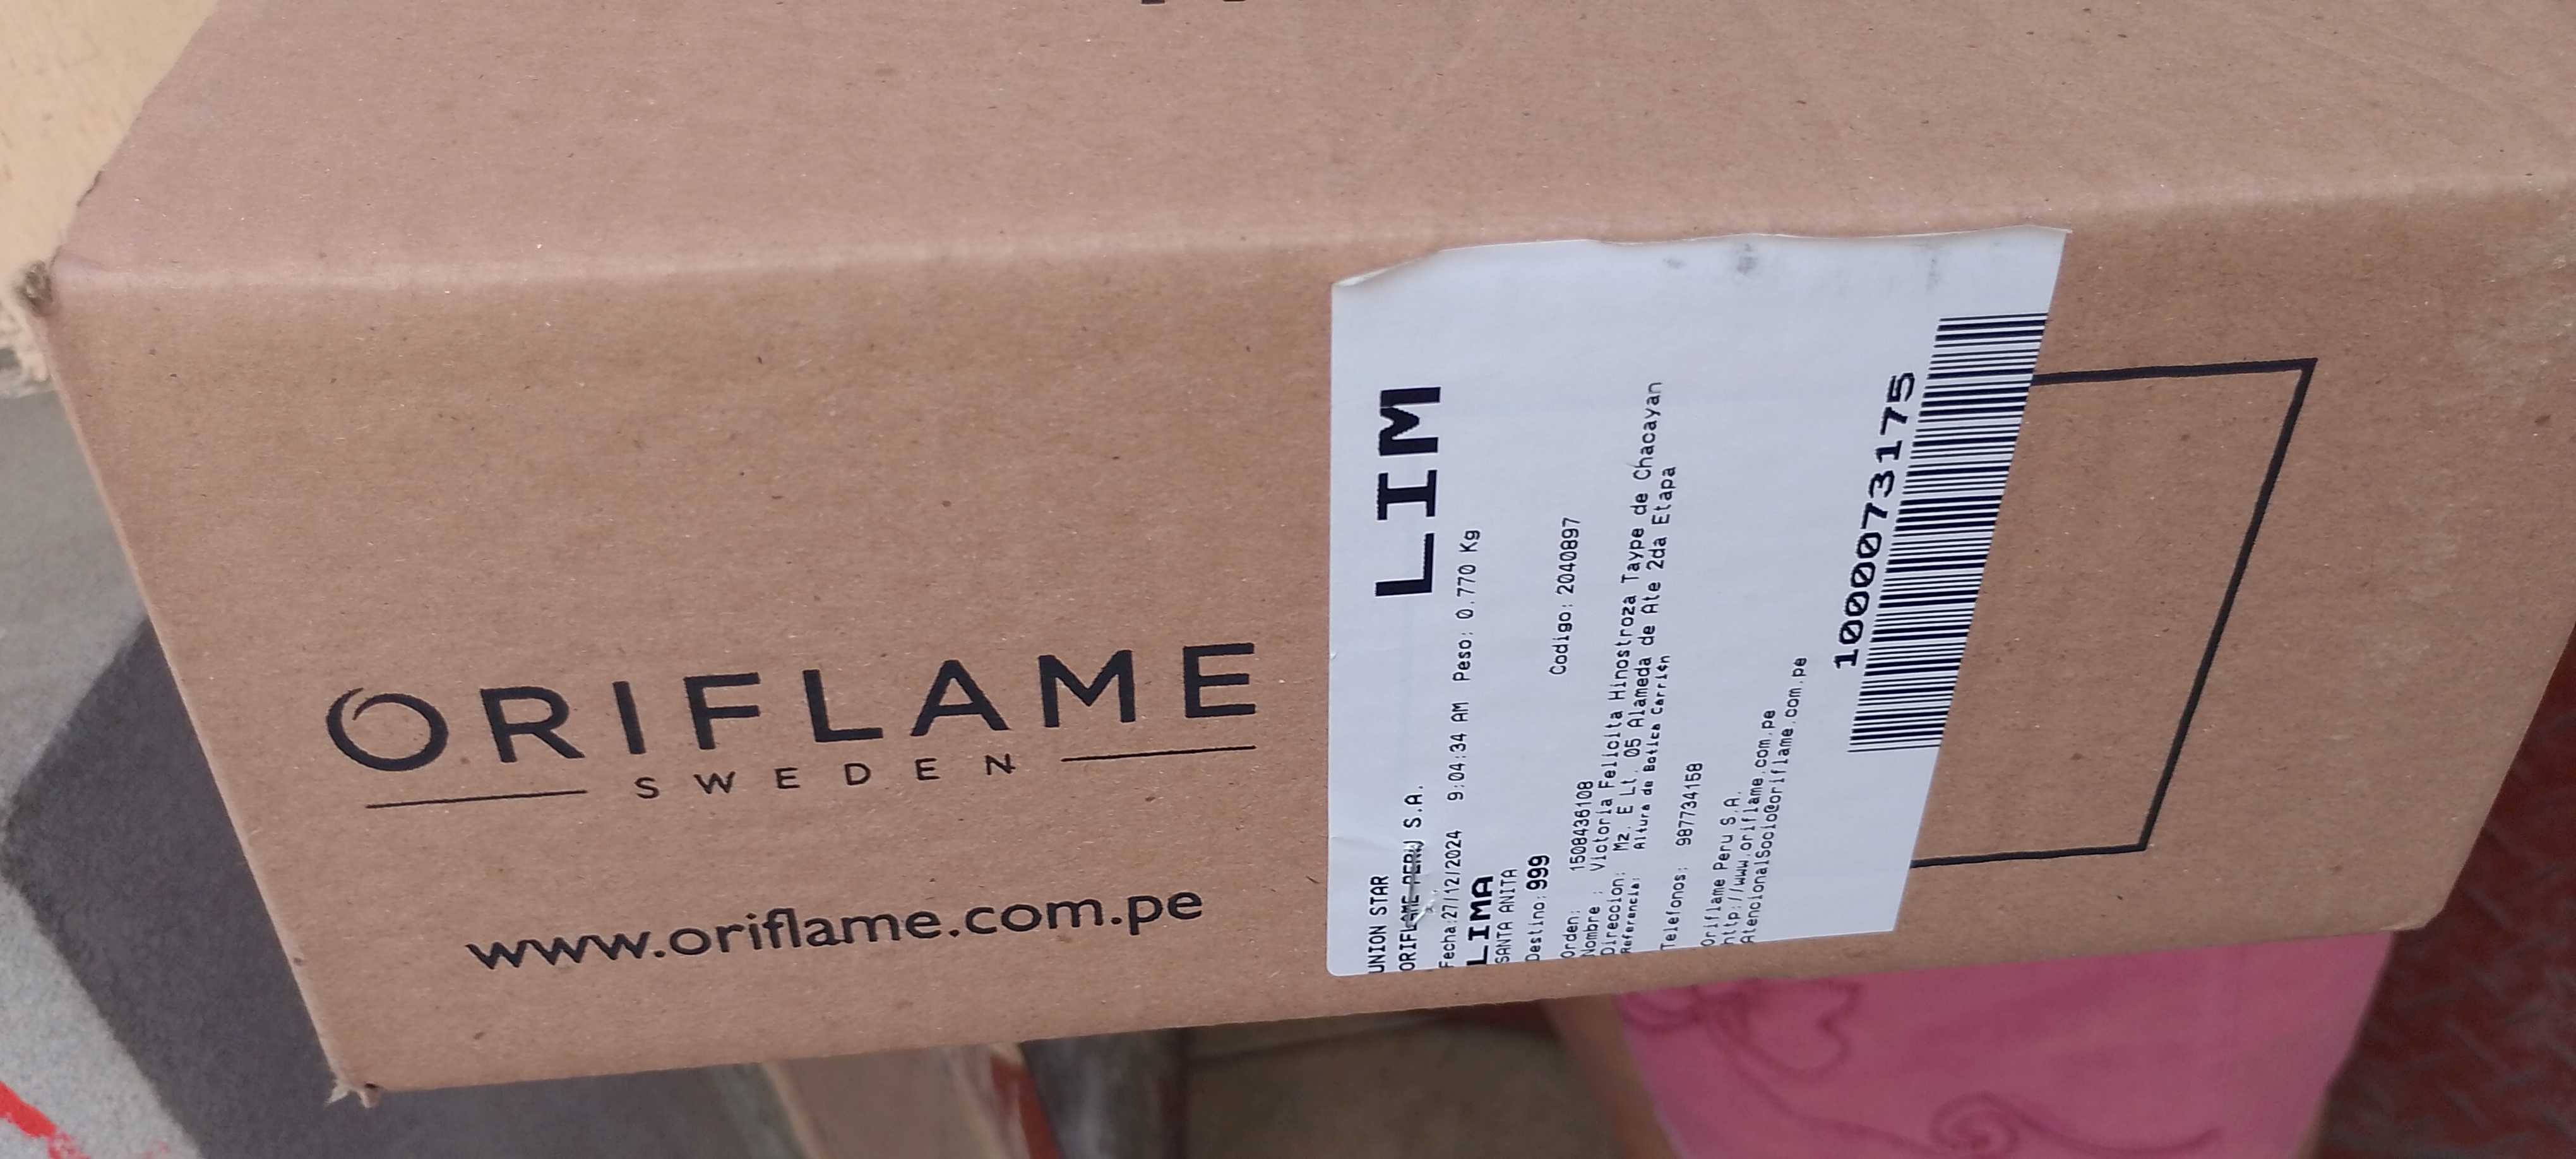 ORIFLAME
SWEDEN
www.oriflame.com.pe
LIM
UNION STAR
ORIFLAME PERU S.A.
Fecha:27/12/2024 9:04:34 AM Peso: 0.770 Kg
LIMA
SANTA ANITA
Destino:999
Codigo: 2040897
Orden: 1508436108
Nombre : Victoria Felicita Hinostroza Taype de Chacayan
Direccion: Mz. E Lt. 05 Alameda de Ate 2da Etapa
Referencia: Altura de Botica Carri¢n
Telefonos: 987734158
Oriflame Peru S.A.
http://www.oriflame.com.pe
AtencionalSocio@oriflame.com.pe
1000073175